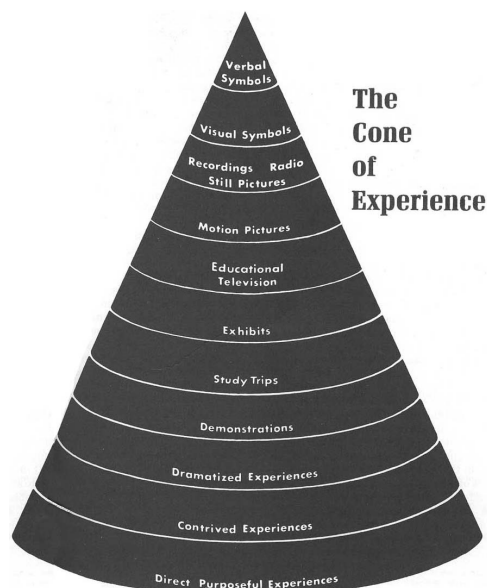 Verbal
Symbols
The
Cone
of
Experience
Visual Symbols
Recordings Radio
Still Pictures
Motion Pictures
Educational
Television
Exhibits
Study Trips
Demonstrations
Dramatized Experiences
Contrived Experiences
Direct Purposeful Experiences